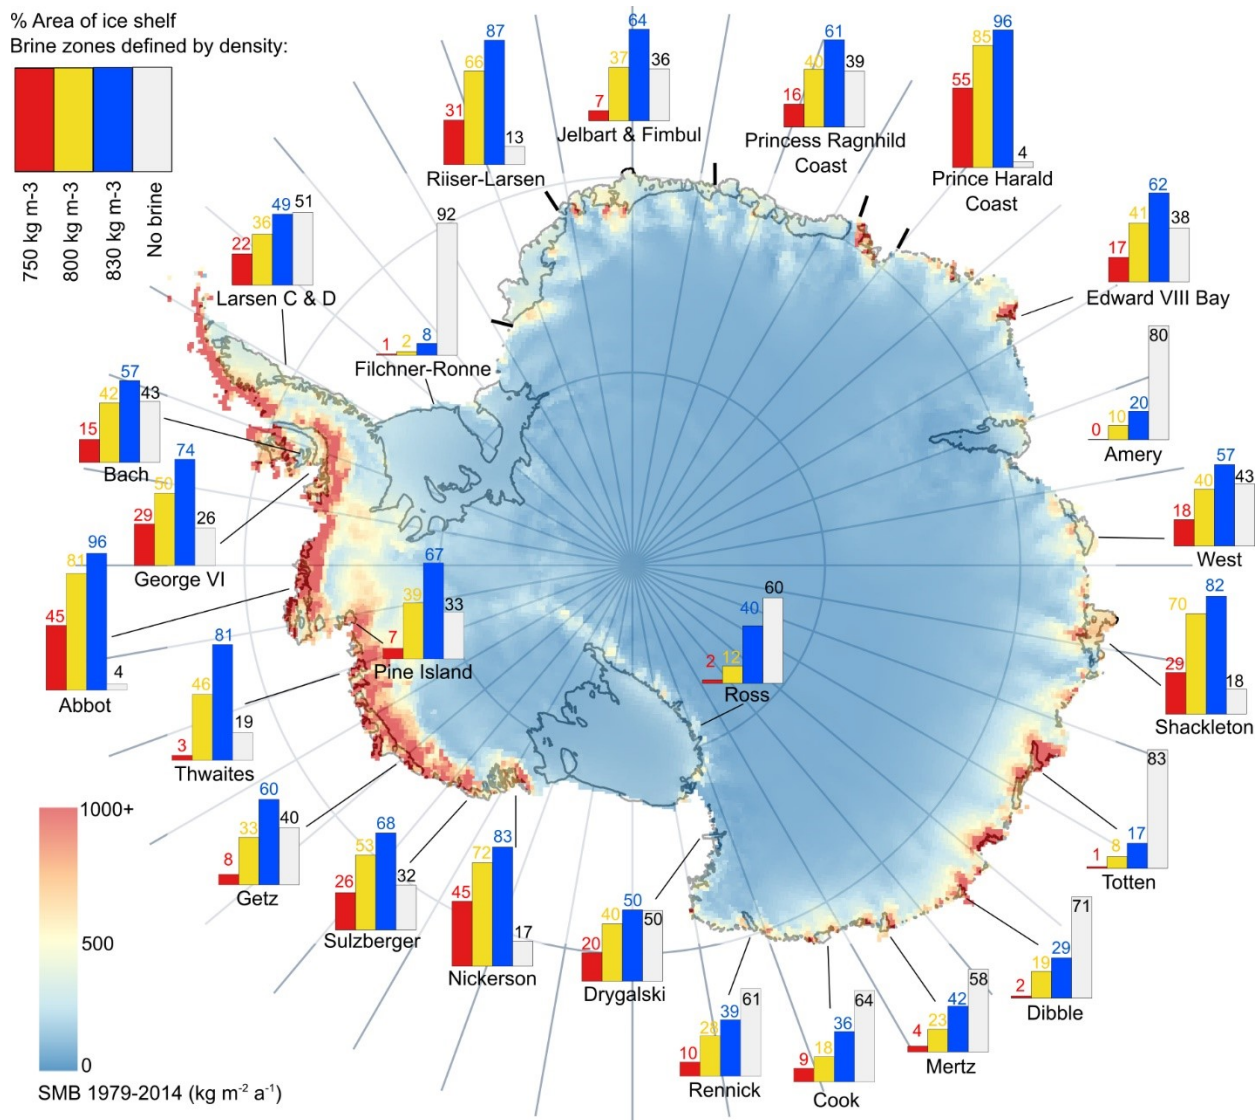 % Area of ice shelf
Brine zones defined by density:
750 kg m-3
800 kg m-3
830 kg m-3
No brine
31 66 87 13
Riiser-Larsen
7 37 64 36
Jelbart & Fimbul
16 40 61 39
Princess Ragnhild
Coast
55 85 96 4
Prince Harald
Coast
22 36 49 51
Larsen C & D
1 2 8 92
Filchner-Ronne
17 41 62 38
Edward VIII Bay
0 10 20 80
Amery
15 42 57 43
Bach
29 50 74 26
George VI
18 40 57 43
West
45 81 96 4
Abbot
7 39 67 33
Pine Island
2 12 40 60
Ross
29 70 82 18
Shackleton
3 46 81 19
Thwaites
1 8 17 83
Totten
8 33 60 40
Getz
26 53 68 32
Sulzberger
45 72 83 17
Nickerson
20 40 50 50
Drygalski
10 28 39 61
Rennick
9 18 36 64
Cook
4 23 42 58
Mertz
2 19 29 71
Dibble
1000+
500
0
SMB 1979-2014 (kg m⁻² a⁻¹)